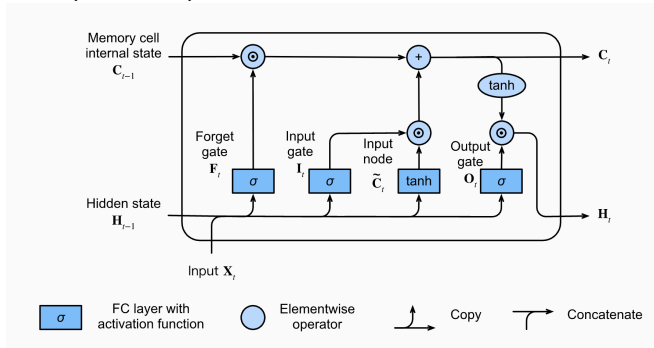 Memory cell
internal state
C_{t−1}
C_t
tanh
Forget
gate
F_t
Input
gate
I_t
Input
node
C̃_t
Output
gate
O_t
σ
σ
tanh
σ
Hidden state
H_{t−1}
H_t
Input X_t
σ
FC layer with
activation function
Elementwise
operator
Copy
Concatenate